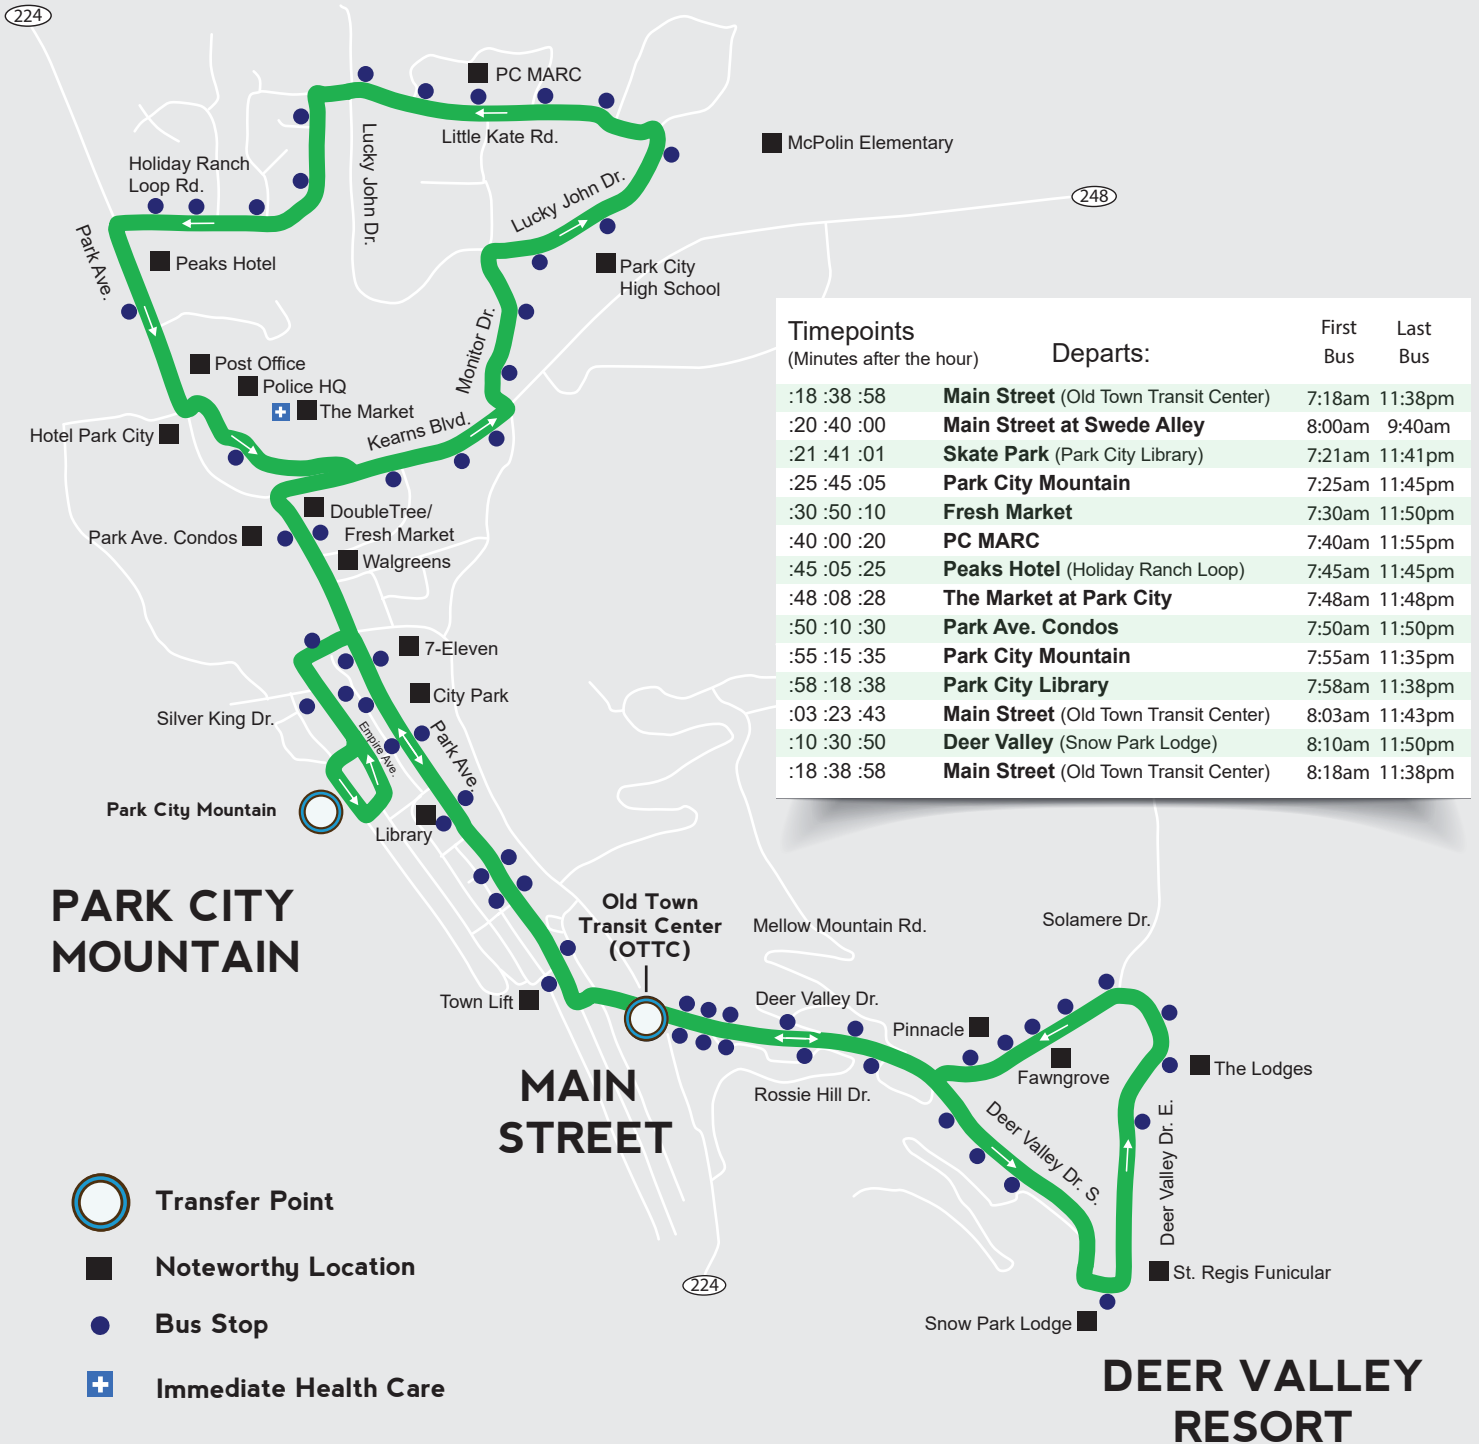 224
PC MARC
Little Kate Rd.
Lucky John Dr.
McPolin Elementary
Holiday Ranch
Loop Rd.
Lucky John Dr.
248
Park Ave.
Peaks Hotel
Park City
High School
Monitor Dr.
Post Office
Police HQ
The Market
Hotel Park City
Kearns Blvd.
DoubleTree/
Fresh Market
Park Ave. Condos
Walgreens
7-Eleven
City Park
Silver King Dr.
Empire Ave.
Park Ave.
Park City Mountain
Library
PARK CITY
MOUNTAIN
Timepoints
(Minutes after the hour)
Departs:
First
Bus
Last
Bus
:18 :38 :58 Main Street (Old Town Transit Center) 7:18am 11:38pm
:20 :40 :00 Main Street at Swede Alley 8:00am 9:40am
:21 :41 :01 Skate Park (Park City Library) 7:21am 11:41pm
:25 :45 :05 Park City Mountain 7:25am 11:45pm
:30 :50 :10 Fresh Market 7:30am 11:50pm
:40 :00 :20 PC MARC 7:40am 11:55pm
:45 :05 :25 Peaks Hotel (Holiday Ranch Loop) 7:45am 11:45pm
:48 :08 :28 The Market at Park City 7:48am 11:48pm
:50 :10 :30 Park Ave. Condos 7:50am 11:50pm
:55 :15 :35 Park City Mountain 7:55am 11:35pm
:58 :18 :38 Park City Library 7:58am 11:38pm
:03 :23 :43 Main Street (Old Town Transit Center) 8:03am 11:43pm
:10 :30 :50 Deer Valley (Snow Park Lodge) 8:10am 11:50pm
:18 :38 :58 Main Street (Old Town Transit Center) 8:18am 11:38pm
Old Town
Transit Center
(OTTC)
Mellow Mountain Rd.
Solamere Dr.
Town Lift
Deer Valley Dr.
Pinnacle
Fawngrove
The Lodges
Rossie Hill Dr.
MAIN
STREET
Deer Valley Dr. S.
Deer Valley Dr. E.
224
St. Regis Funicular
Snow Park Lodge
DEER VALLEY
RESORT
Transfer Point
Noteworthy Location
Bus Stop
Immediate Health Care